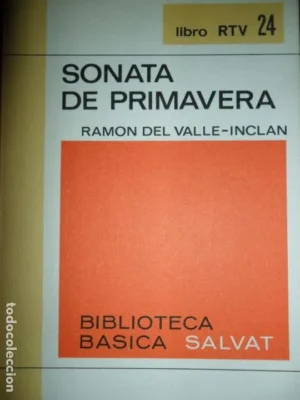 libro RTV 24
SONATA
DE PRIMAVERA
RAMON DEL VALLE-INCLAN
BIBLIOTECA
BASICA SALVAT
todocoleccion